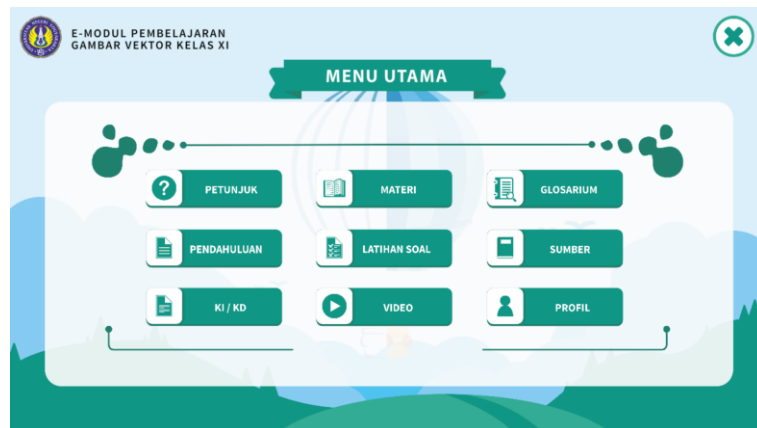 E-MODUL PEMBELAJARAN
GAMBAR VEKTOR KELAS XI
MENU UTAMA
PETUNJUK
MATERI
GLOSARIUM
PENDAHULUAN
LATIHAN SOAL
SUMBER
KI / KD
VIDEO
PROFIL